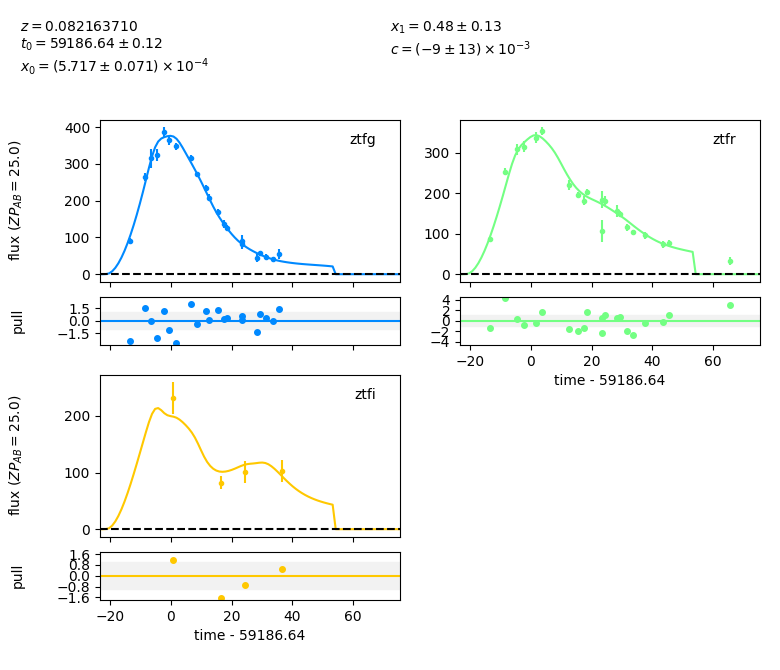 z = 0.082163710
t₀ = 59186.64 ± 0.12
x₀ = (5.717 ± 0.071) × 10⁻⁴
x₁ = 0.48 ± 0.13
c = (−9 ± 13) × 10⁻³
flux (ZP_AB = 25.0)
400
300
200
100
0
ztfg
300
200
100
0
ztfr
pull
1.5
0.0
−1.5
4
2
0
−2
−4
−20 0 20 40 60
time - 59186.64
flux (ZP_AB = 25.0)
200
100
0
ztfi
pull
1.6
0.8
0.0
−0.8
−1.6
−20 0 20 40 60
time - 59186.64